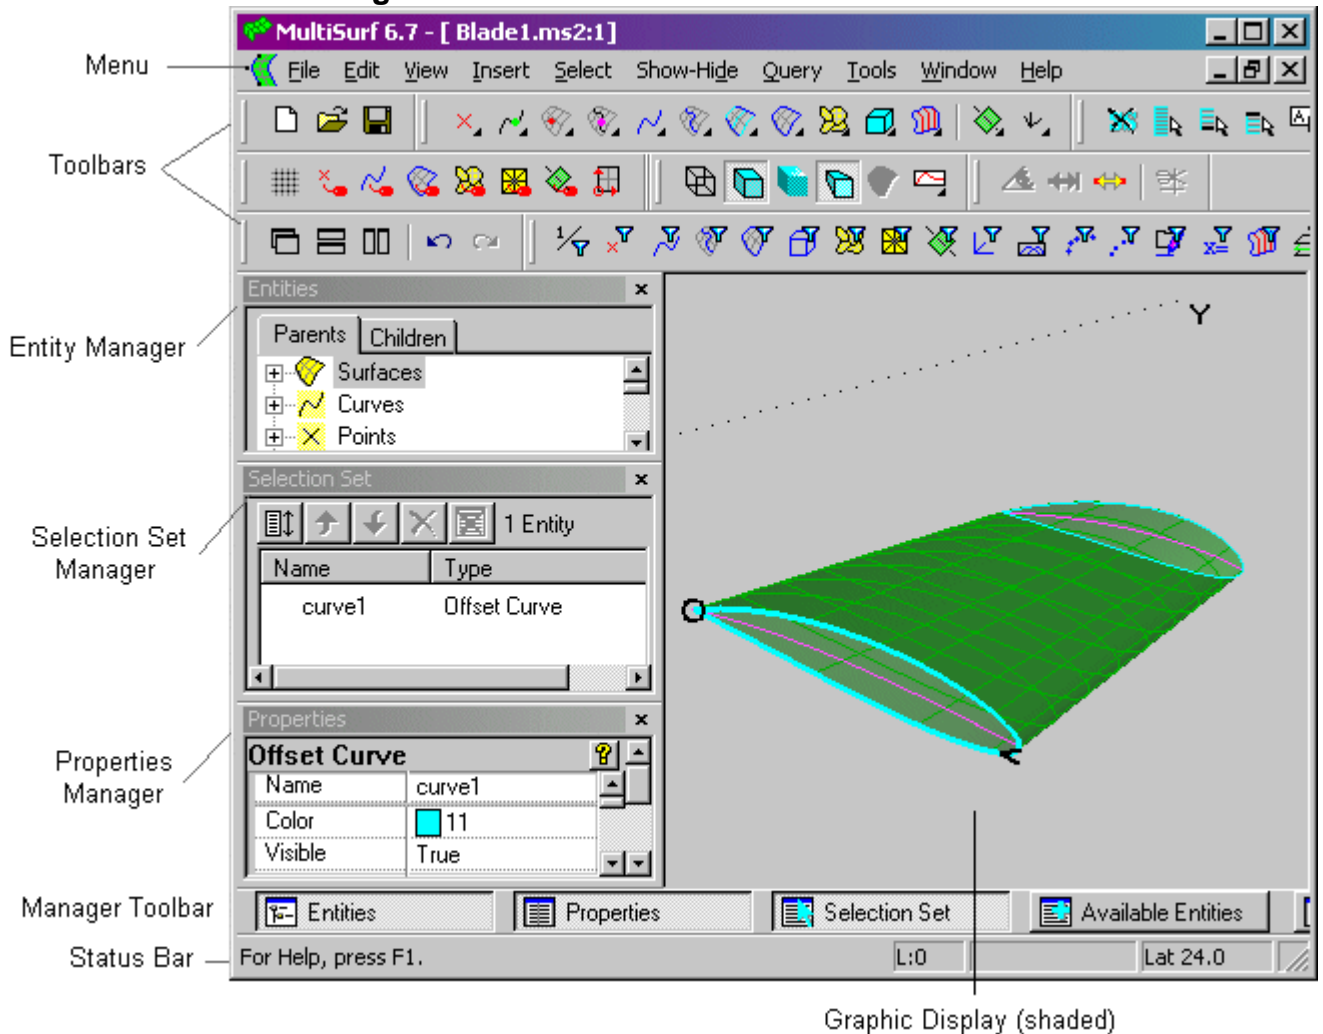 MultiSurf 6.7 - [ Blade1.ms2:1]
Menu
File Edit View Insert Select Show-Hide Query Tools Window Help
Toolbars
Entities
Entity Manager
Parents Children
Surfaces
Curves
Points
Y
Selection Set
Selection Set Manager
1 Entity
Name Type
curve1 Offset Curve
Properties
Properties Manager
Offset Curve
Name curve1
Color 11
Visible True
Manager Toolbar
Entities Properties Selection Set Available Entities
Status Bar
For Help, press F1. L:0 Lat 24.0
Graphic Display (shaded)